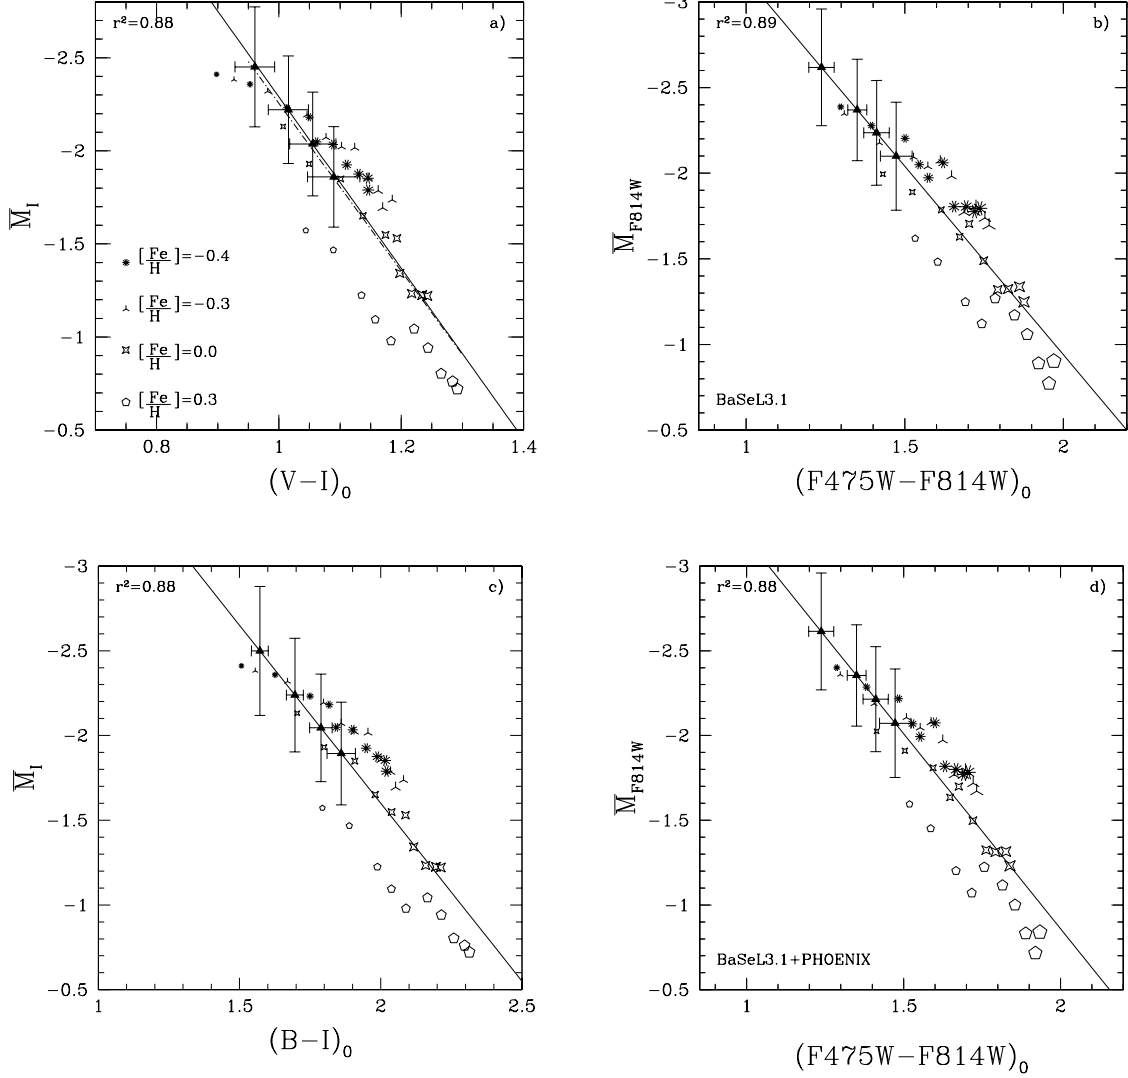 r²=0.88
a)
−2.5
−2
−1.5
−1
−0.5
M̅_I
[Fe/H]=−0.4
[Fe/H]=−0.3
[Fe/H]=0.0
[Fe/H]=0.3
0.8 1 1.2 1.4
(V−I)₀
r²=0.89
b)
−3
−2.5
−2
−1.5
−1
−0.5
M̅_F814W
BaSeL3.1
1 1.5 2
(F475W−F814W)₀
r²=0.88
c)
−3
−2.5
−2
−1.5
−1
−0.5
M̅_I
1 1.5 2 2.5
(B−I)₀
r²=0.88
d)
−3
−2.5
−2
−1.5
−1
−0.5
M̅_F814W
BaSeL3.1+PHOENIX
1 1.5 2
(F475W−F814W)₀